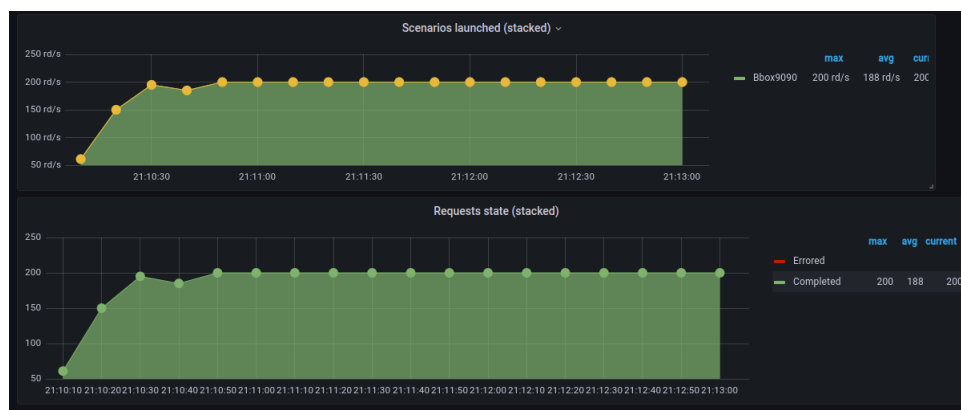 Scenarios launched (stacked)
250 rd/s
200 rd/s
150 rd/s
100 rd/s
50 rd/s
21:10:30 21:11:00 21:11:30 21:12:00 21:12:30 21:13:00
max avg curr
Bbox9090 200 rd/s 188 rd/s 200
Requests state (stacked)
250
200
150
100
50
21:10:10 21:10:20 21:10:30 21:10:40 21:10:50 21:11:00 21:11:10 21:11:20 21:11:30 21:11:40 21:11:50 21:12:00 21:12:10 21:12:20 21:12:30 21:12:40 21:12:50 21:13:00
max avg current
Errored
Completed 200 188 200